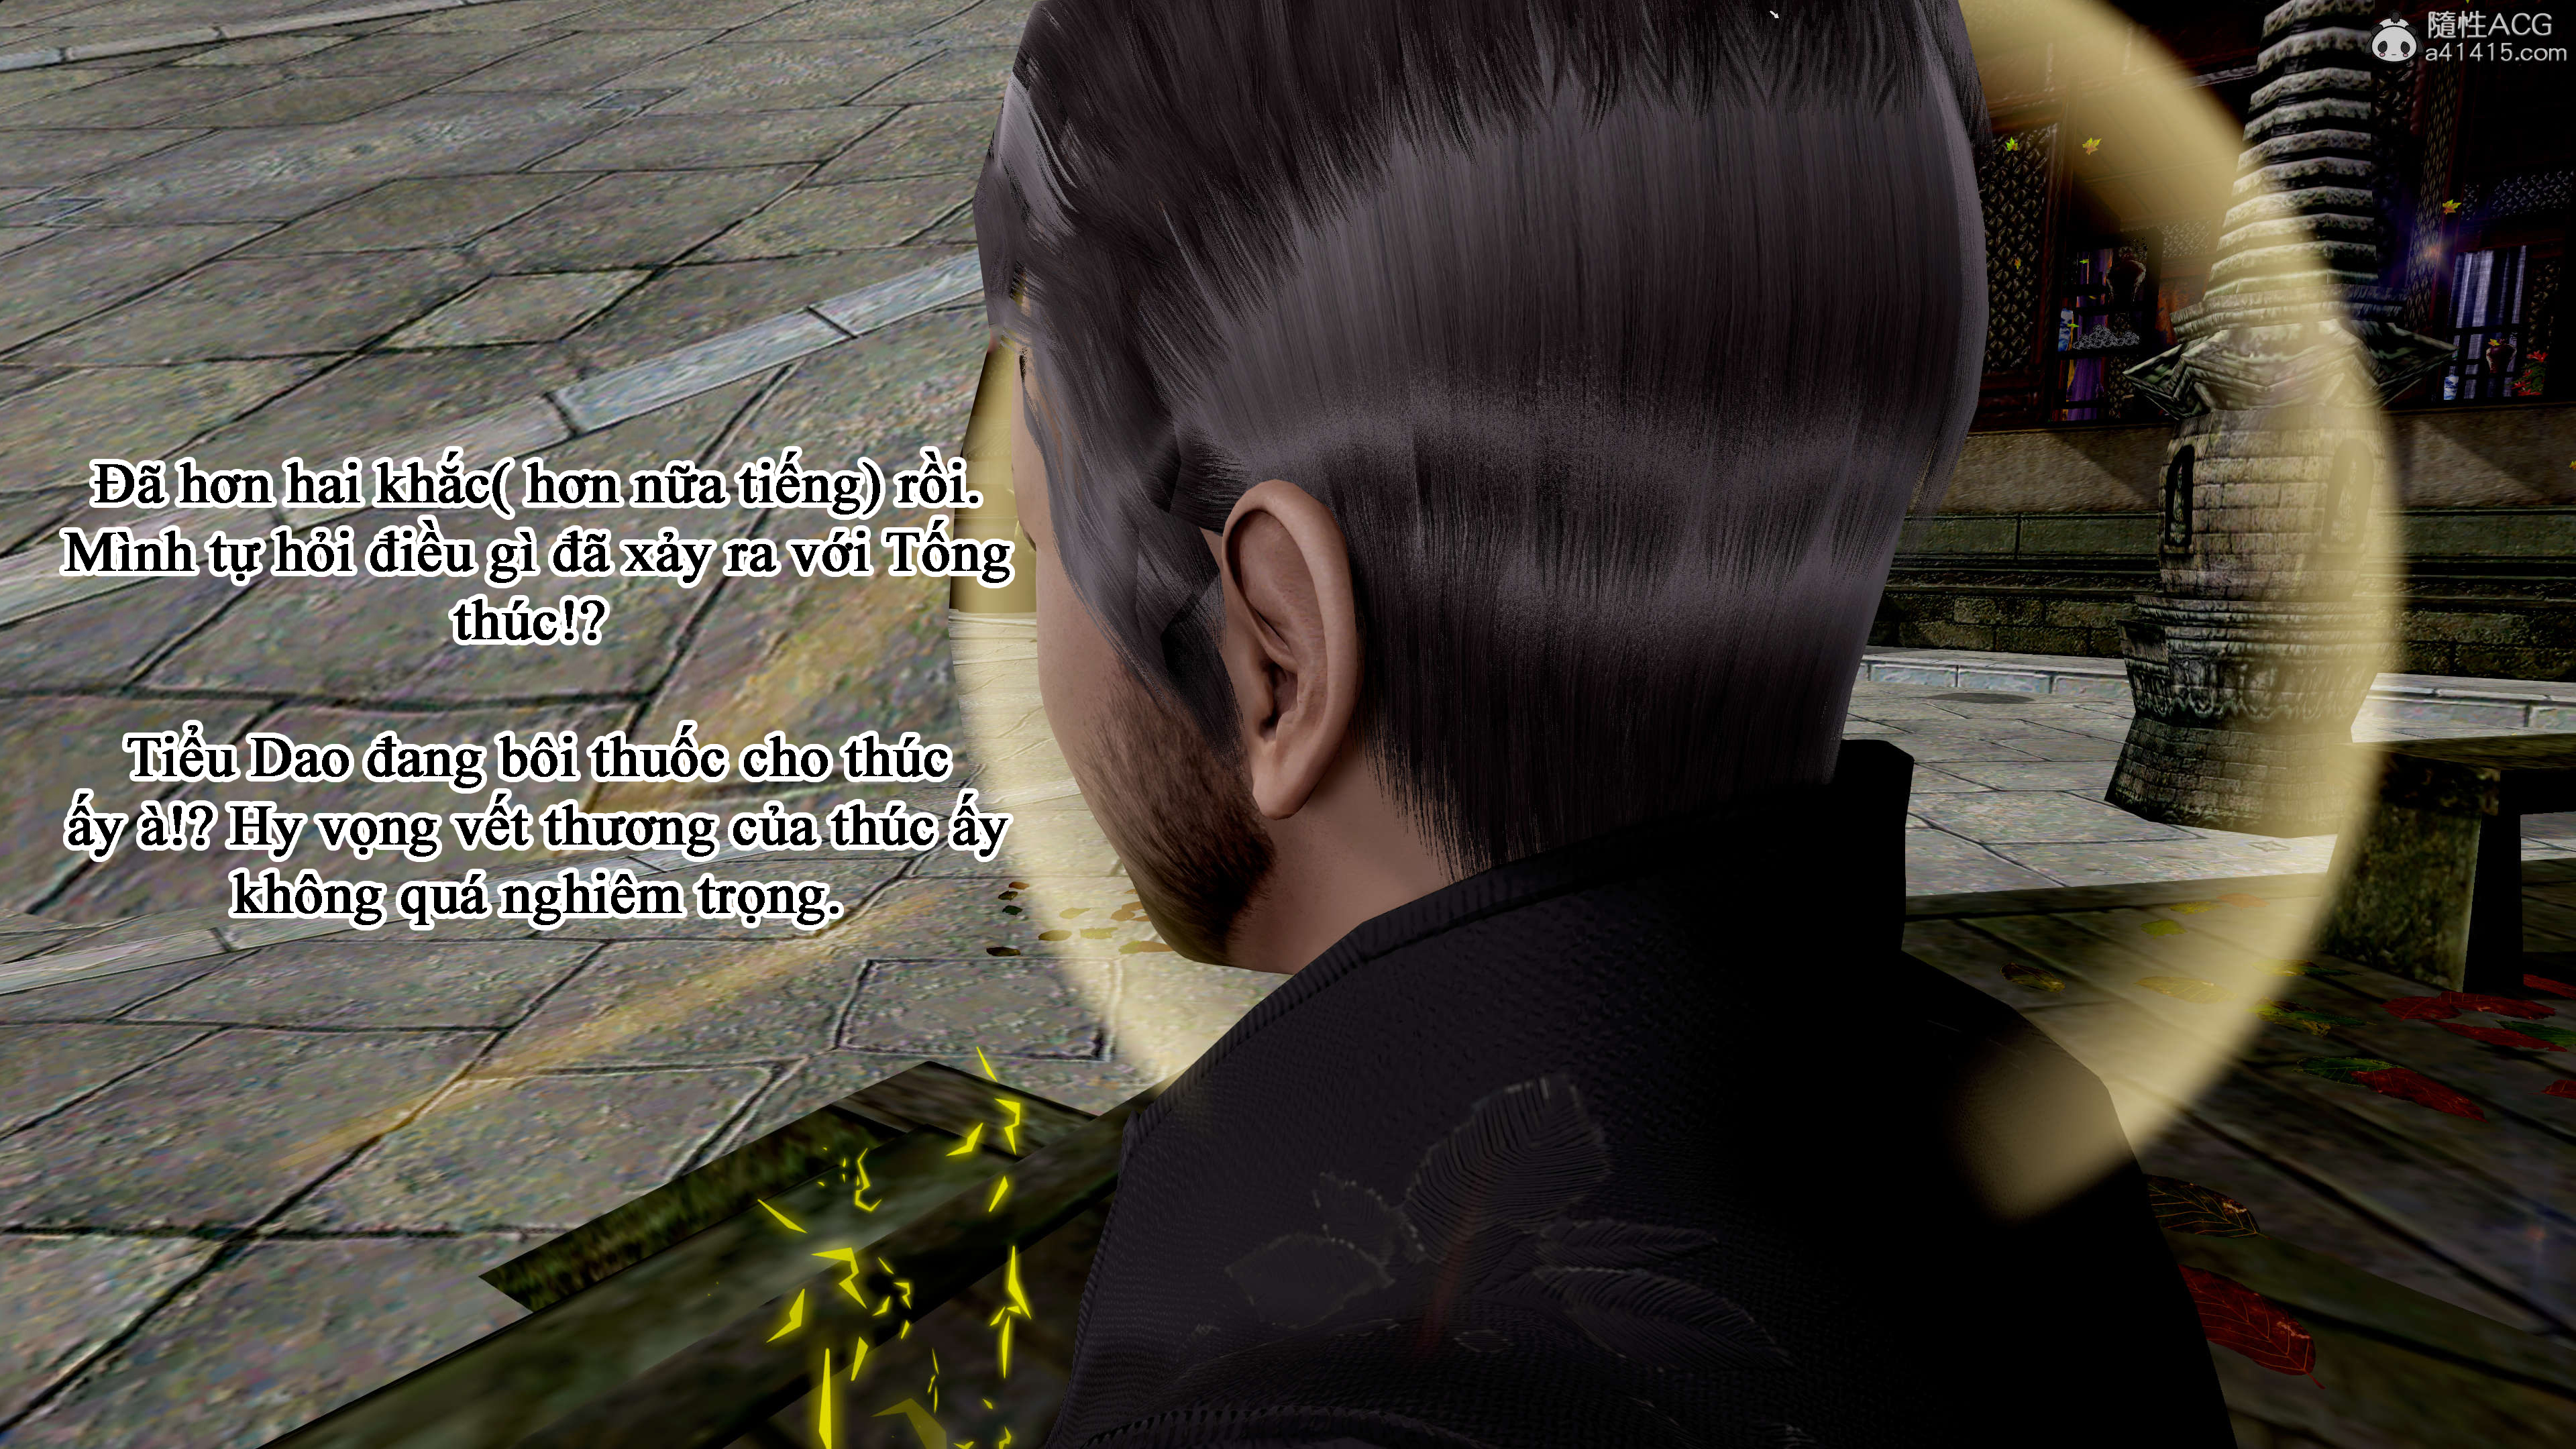 隨性ACG
a41415.com
Đã hơn hai khắc( hơn nữa tiếng) rồi.
Mình tự hỏi điều gì đã xảy ra với Tống
thúc!?
Tiểu Dao đang bôi thuốc cho thúc
ấy à!? Hy vọng vết thương của thúc ấy
không quá nghiêm trọng.